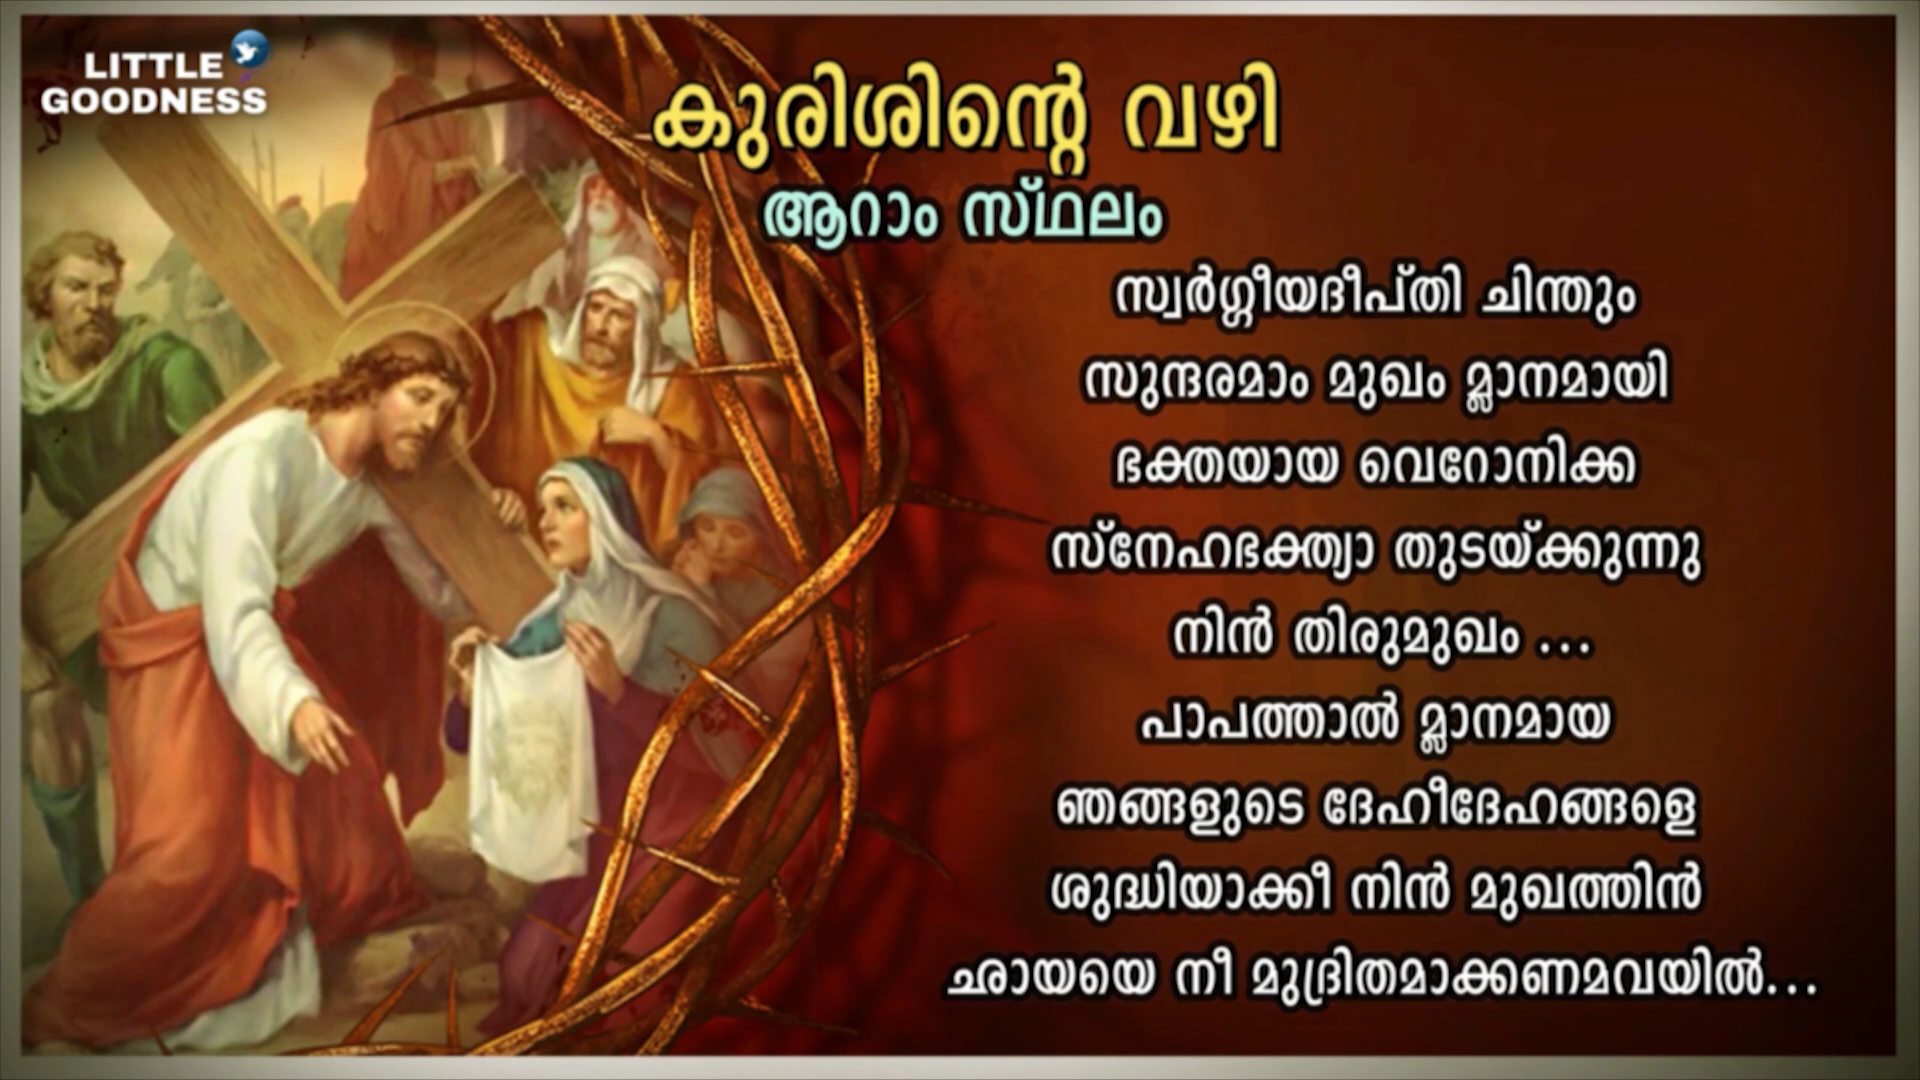 LITTLE
GOODNESS
കുരിശിന്റെ വഴി
ആറാം സ്ഥലം
സ്വർഗ്ഗീയദീപ്തി ചിന്തും
സുന്ദരമാം മുഖം മ്ലാനമായി
ഭക്തയായ വെറോനിക്ക
സ്നേഹഭക്ത്യാ തുടയ്ക്കുന്നു
നിൻ തിരുമുഖം ...
പാപത്താൽ മ്ലാനമായ
ഞങ്ങളുടെ ദേഹീദേഹങ്ങളെ
ശുദ്ധിയാക്കീ നിൻ മുഖത്തിൻ
ഛായയെ നീ മുദ്രിതമാക്കണമവയിൽ...